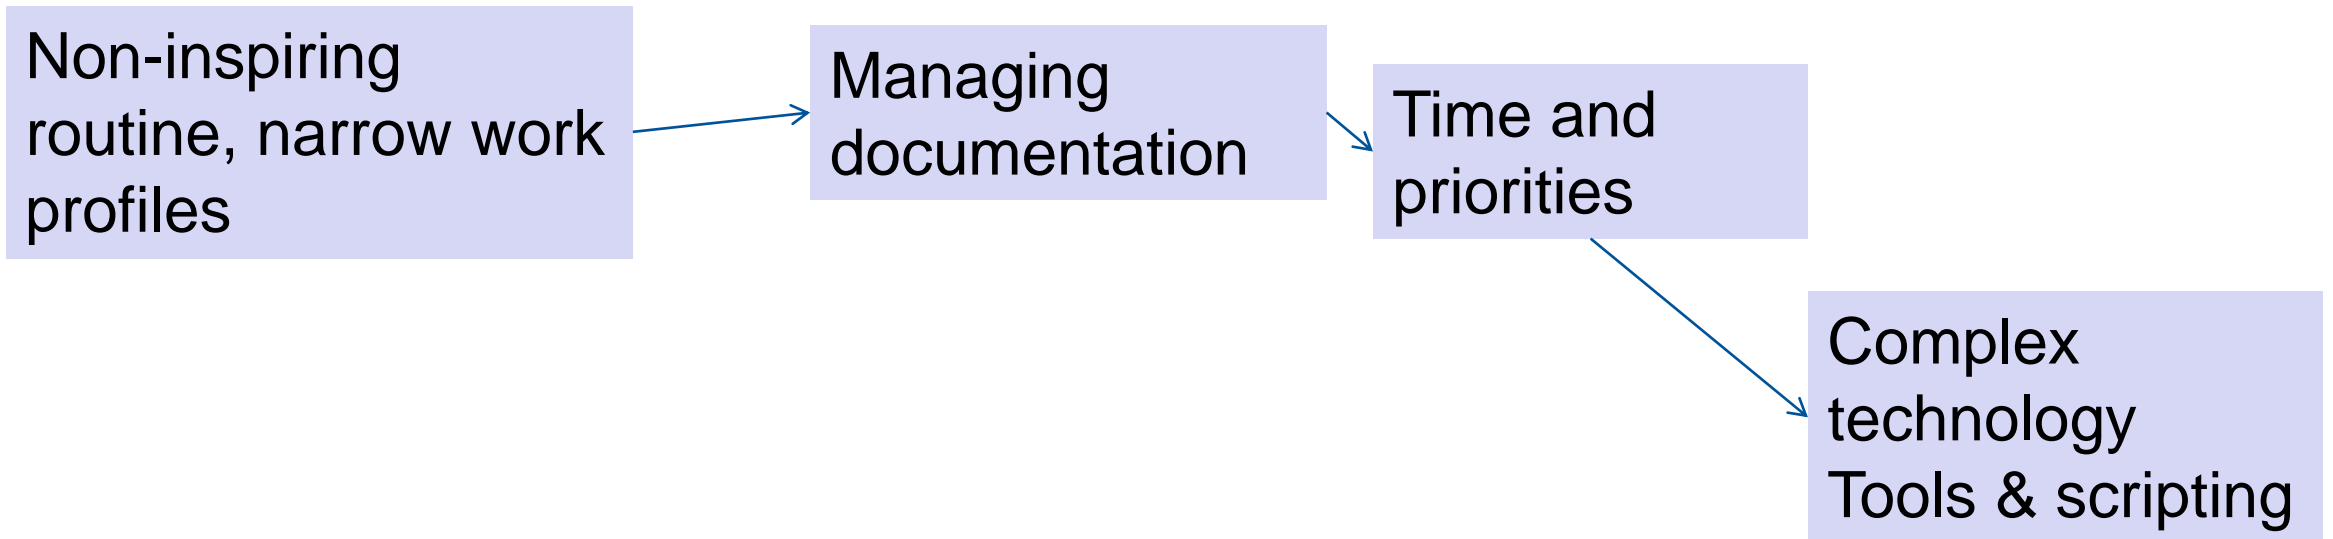 Non-inspiring
routine, narrow work
profiles
Managing
documentation
Time and
priorities
Complex
technology
Tools & scripting